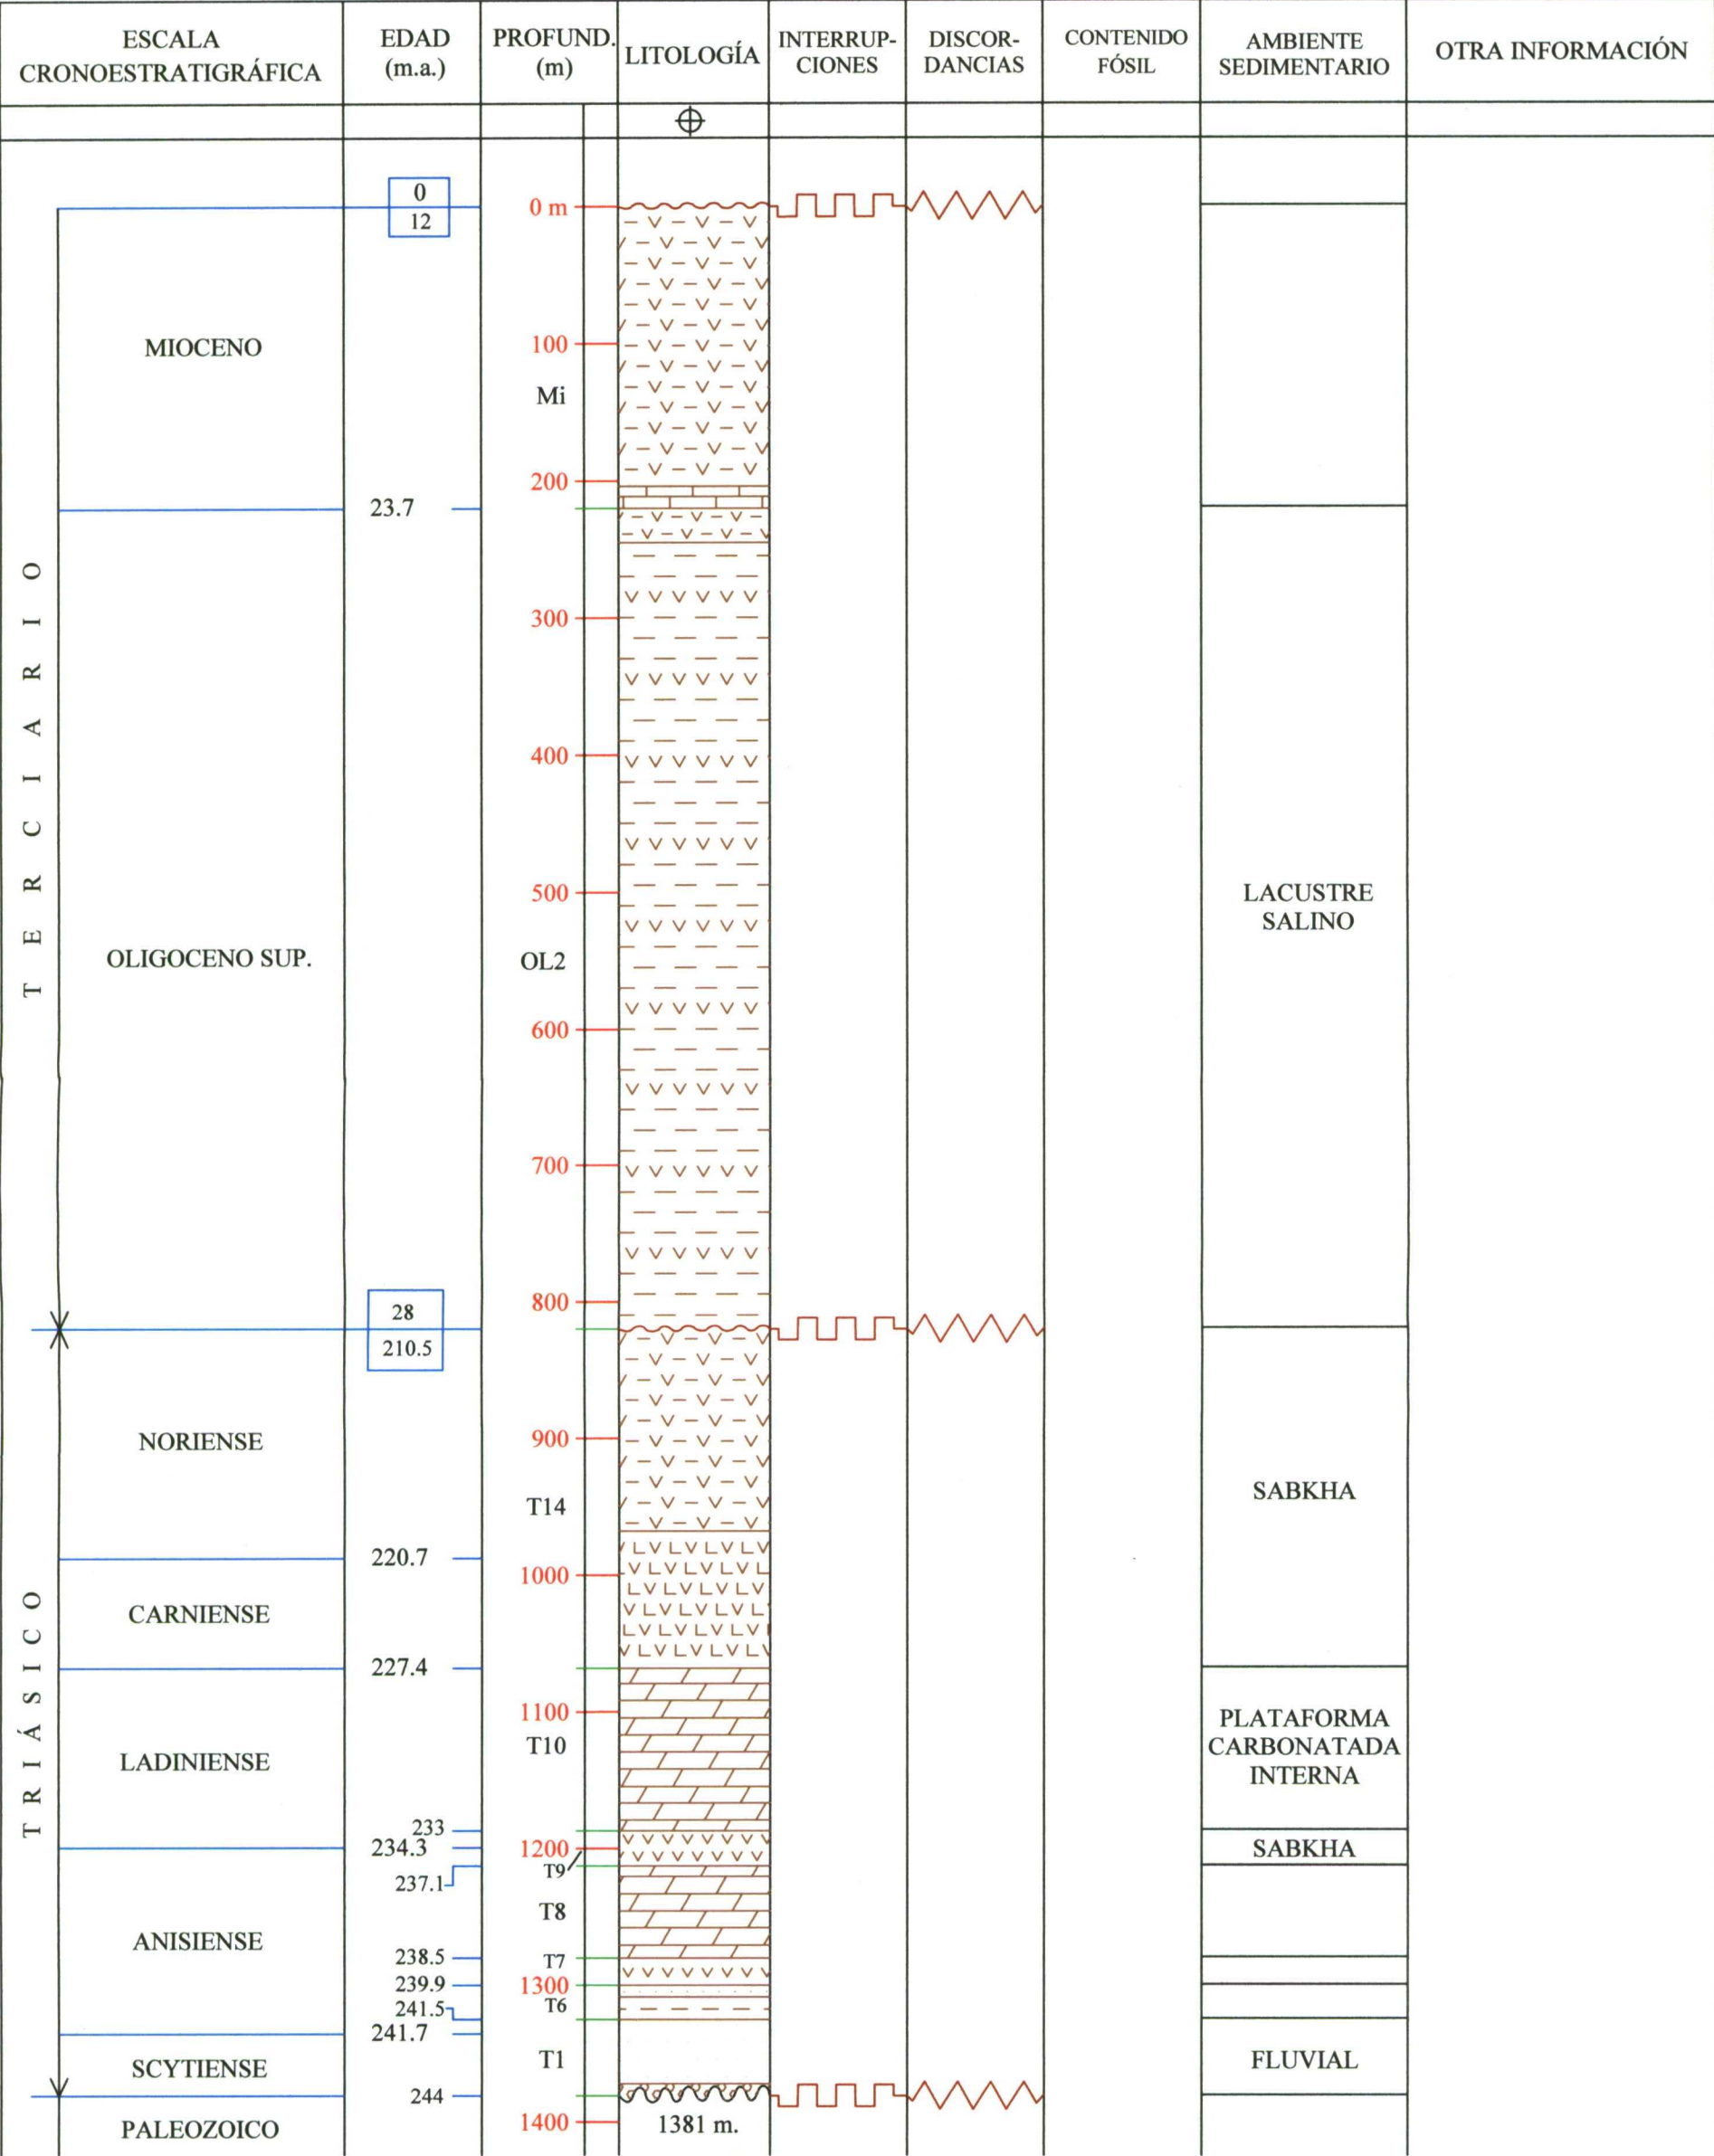 ESCALA
CRONOESTRATIGRÁFICA
EDAD
(m.a.)
PROFUND.
(m)
LITOLOGÍA
INTERRUP-
CIONES
DISCOR-
DANCIAS
CONTENIDO
FÓSIL
AMBIENTE
SEDIMENTARIO
OTRA INFORMACIÓN
TERCIARIO
MIOCENO
OLIGOCENO SUP.
TRIÁSICO
NORIENSE
CARNIENSE
LADINIENSE
ANISIENSE
SCYTIENSE
PALEOZOICO
0
12
23.7
28
210.5
220.7
227.4
233
234.3
237.1
238.5
239.9
241.5
241.7
244
0 m
100
Mi
200
300
400
500
OL2
600
700
800
900
T14
1000
1100
T10
1200
T9
T8
T7
1300
T6
T1
1400
1381 m.
LACUSTRE
SALINO
SABKHA
PLATAFORMA
CARBONATADA
INTERNA
SABKHA
FLUVIAL